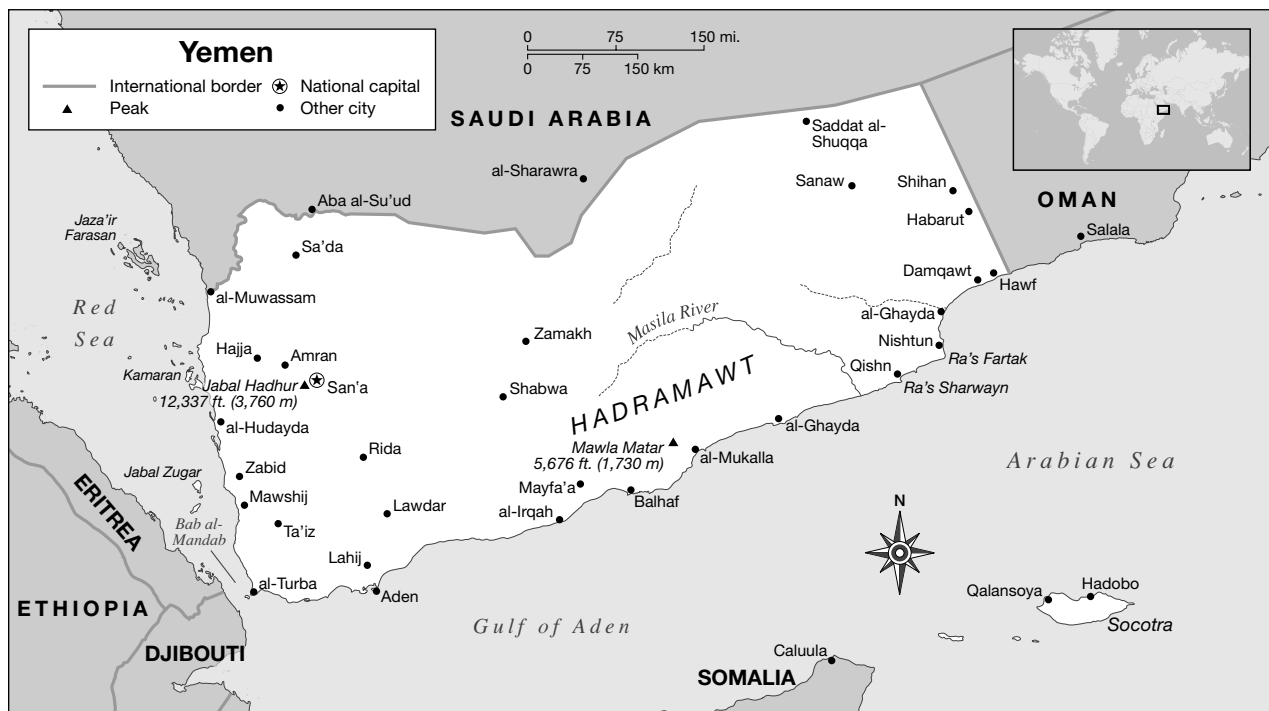 Yemen
International border
National capital
Peak
Other city
0 75 150 mi.
0 75 150 km
SAUDI ARABIA
OMAN
Saddat al-
Shuqqa
al-Sharawra
Sanaw
Shihan
Habarut
Salala
Aba al-Su'ud
Jaza'ir
Farasan
Sa'da
Damqawt
Hawf
al-Muwassam
Red
Sea
al-Ghayda
Masila River
Zamakh
Nishtun
Ra's Fartak
Hajja
Amran
Qishn
Kamaran
Jabal Hadhur
12,337 ft. (3,760 m)
San'a
Ra's Sharwayn
Shabwa
HADRAMAWT
al-Hudayda
al-Ghayda
Mawla Matar
5,676 ft. (1,730 m)
al-Mukalla
Rida
Arabian Sea
Jabal Zugar
Zabid
Mayfa'a
Balhaf
ERITREA
Mawshij
Lawdar
al-Irqah
N
Bab al-
Mandab
Ta'iz
Lahij
al-Turba
Aden
Qalansoya
Hadobo
Socotra
ETHIOPIA
Gulf of Aden
DJIBOUTI
Caluula
SOMALIA